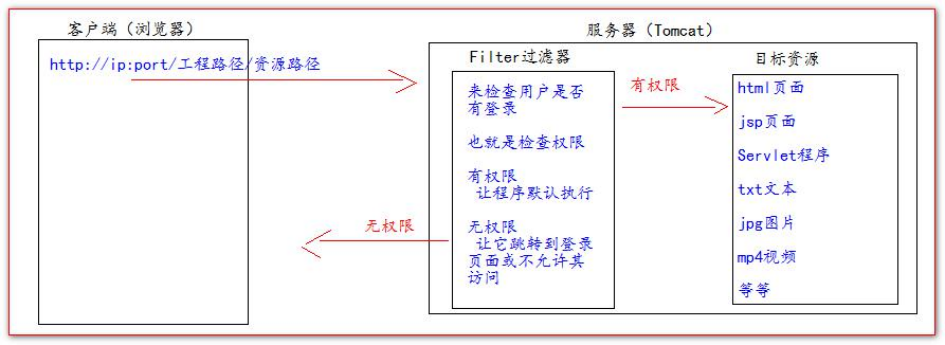 客户端（浏览器）
http://ip:port/工程路径/资源路径
服务器（Tomcat）
Filter过滤器
来检查用户是否
有登录
也就是检查权限
有权限
让程序默认执行
无权限
让它跳转到登录
页面或不允许其
访问
有权限
无权限
目标资源
html页面
jsp页面
Servlet程序
txt文本
jpg图片
mp4视频
等等